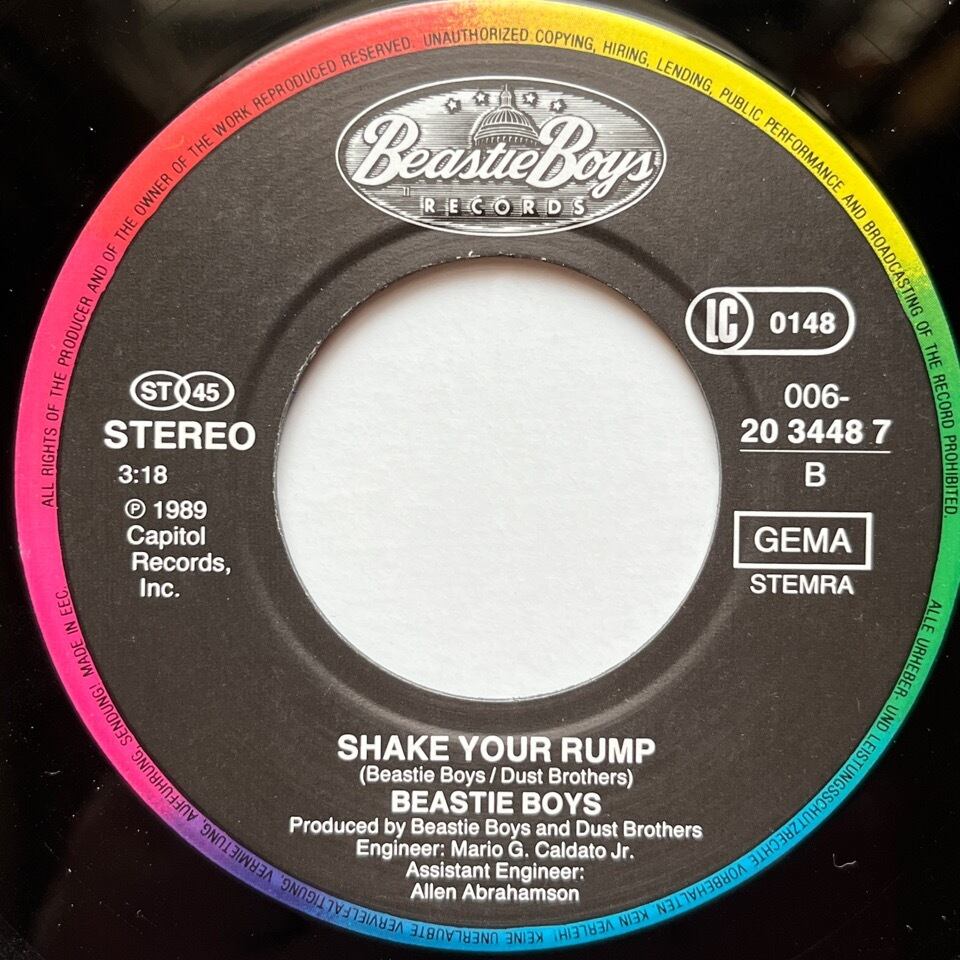 ALL RIGHTS OF THE PRODUCER AND OF THE OWNER OF THE WORK REPRODUCED RESERVED. UNAUTHORIZED COPYING, HIRING, LENDING, PUBLIC PERFORMANCE AND BROADCASTING OF THE RECORD PROHIBITED.
Beastie Boys
RECORDS
LC 0148
ST 45
STEREO
3:18
℗ 1989
Capitol
Records,
Inc.
006-
20 3448 7
B
GEMA
STEMRA
SHAKE YOUR RUMP
(Beastie Boys / Dust Brothers)
BEASTIE BOYS
Produced by Beastie Boys and Dust Brothers
Engineer: Mario G. Caldato Jr.
Assistant Engineer:
Allen Abrahamson
ALLE URHEBER- UND LEISTUNGSSCHUTZRECHTE VORBEHALTEN. KEIN VERLEIH! KEINE UNERLAUBTE VERVIELFÄLTIGUNG, VERMIETUNG, AUFFÜHRUNG, SENDUNG! MADE IN EEC.